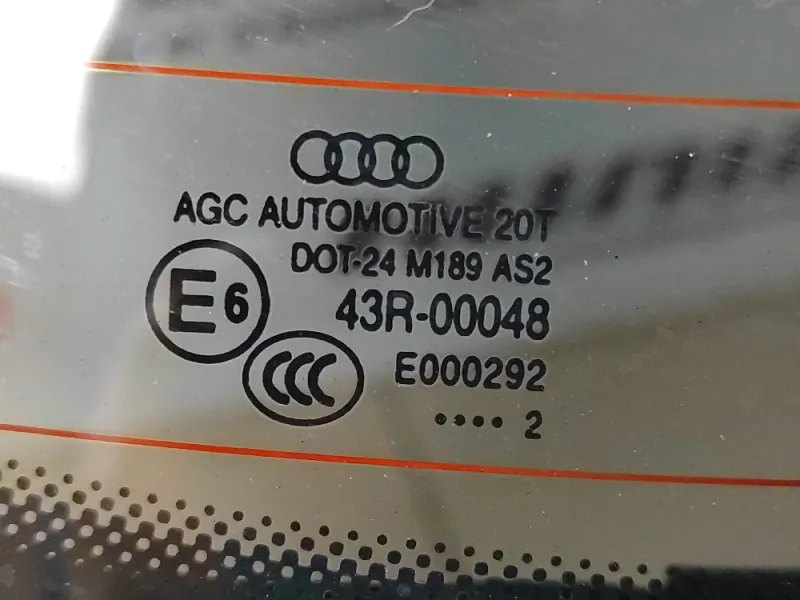 AGC AUTOMOTIVE 20T
DOT-24 M189 AS2
E6
43R-00048
CCC
E000292
•••• 2